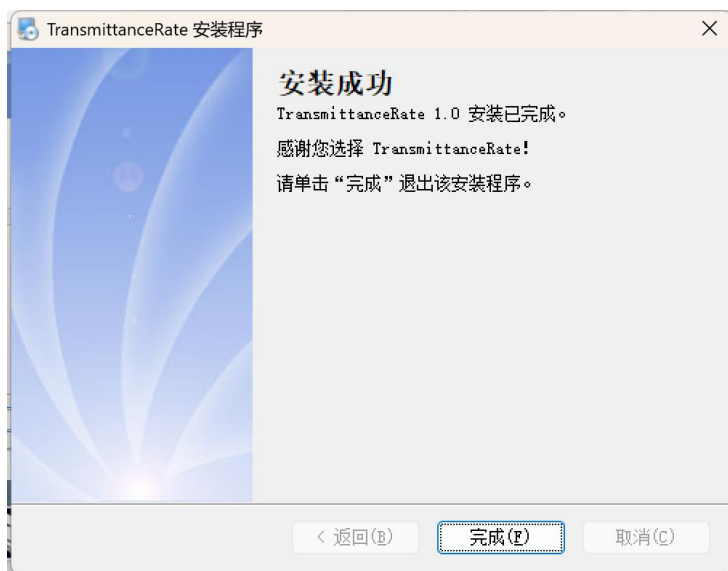 TransmittanceRate 安装程序
安装成功
TransmittanceRate 1.0 安装已完成。
感谢您选择 TransmittanceRate!
请单击“完成”退出该安装程序。
< 返回(B)
完成(F)
取消(C)